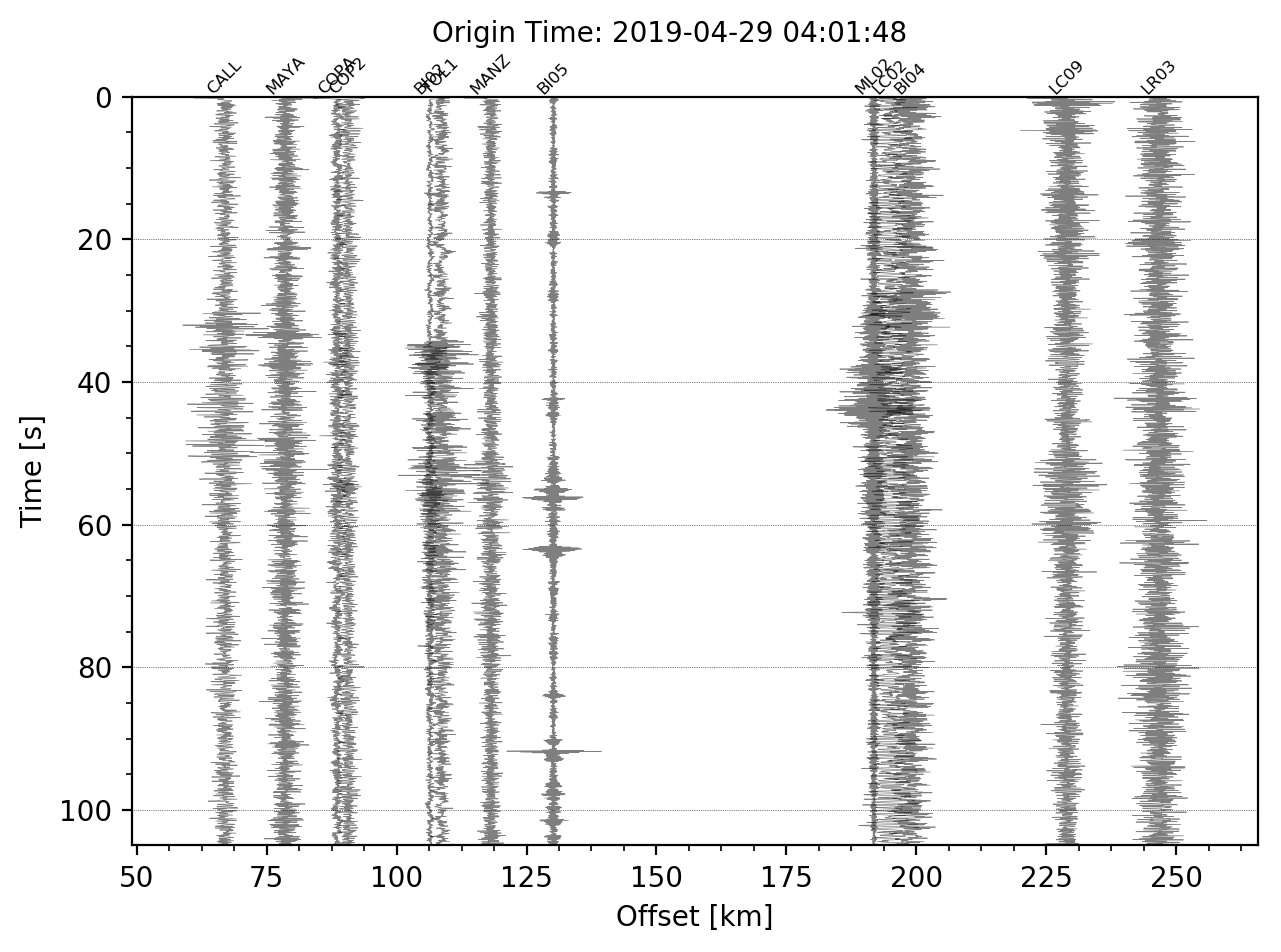 Origin Time: 2019-04-29 04:01:48
CALL MAYA COPA COP2 BI02 MANZ BI05 ML02 LC02 BI04 LC09 LR03
0
20
40
60
80
100
Time [s]
50 75 100 125 150 175 200 225 250
Offset [km]